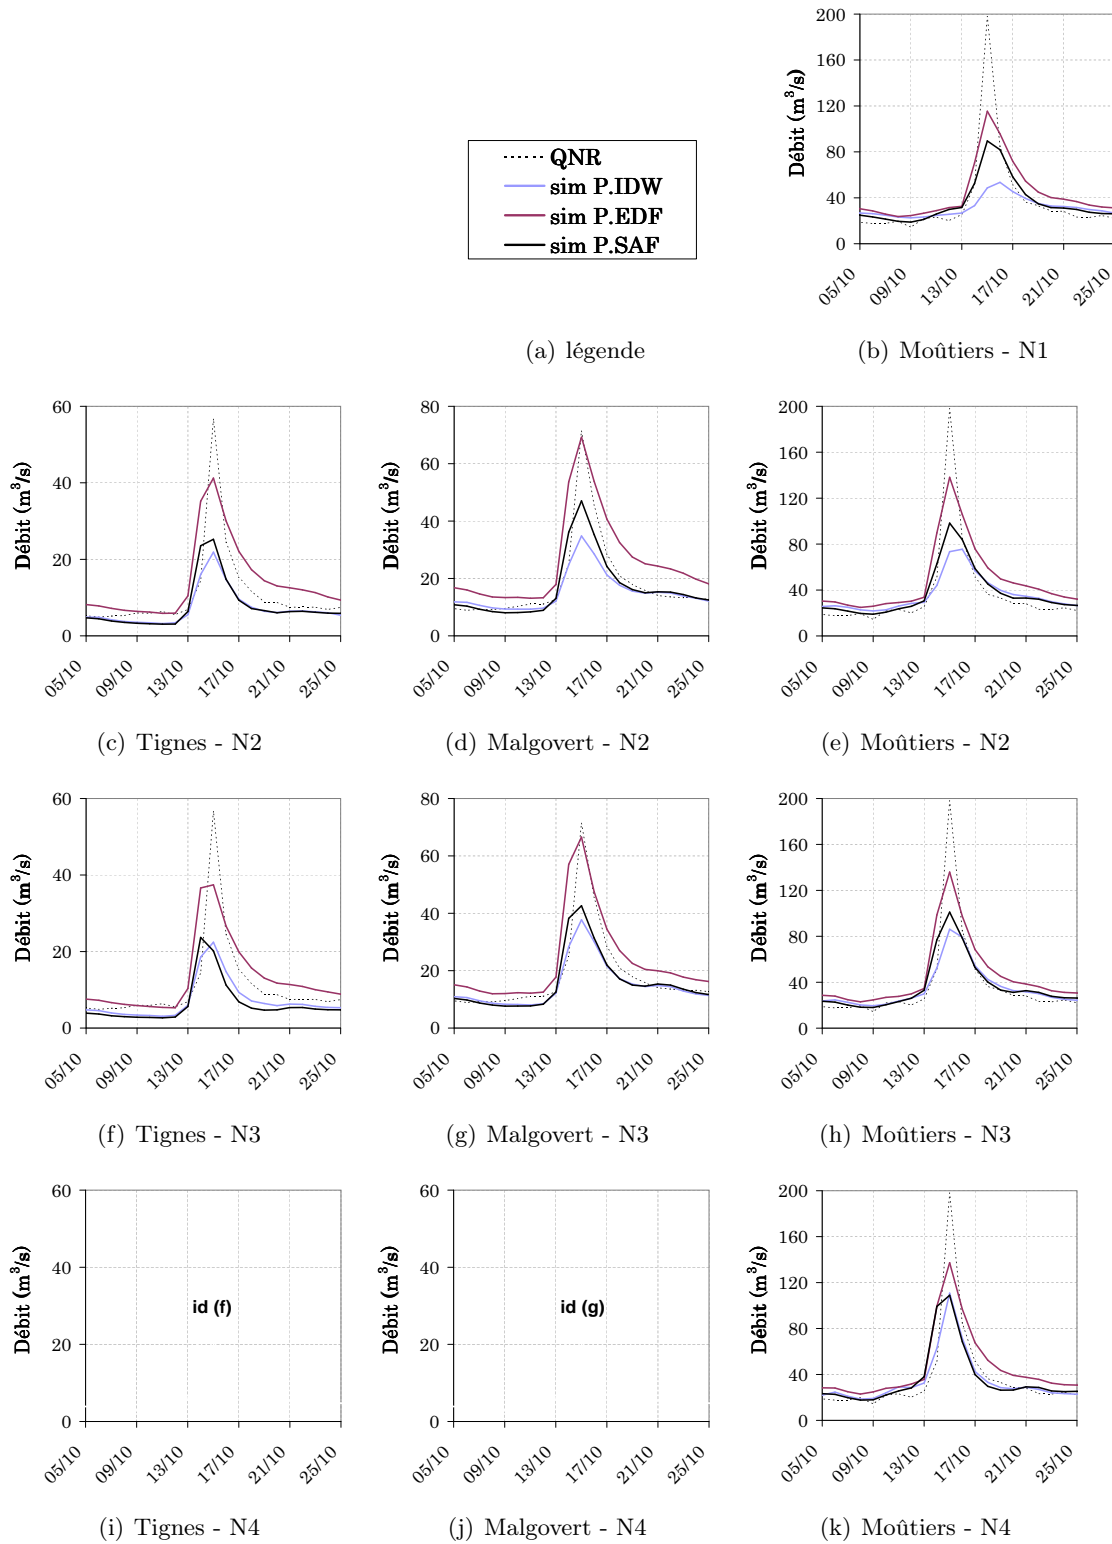 QNR
sim P.IDW
sim P.EDF
sim P.SAF
(a) légende
Débit (m³/s)
200
160
120
80
40
0
05/10 09/10 13/10 17/10 21/10 25/10
(b) Moûtiers - N1
Débit (m³/s)
60
40
20
0
05/10 09/10 13/10 17/10 21/10 25/10
(c) Tignes - N2
Débit (m³/s)
80
60
40
20
0
05/10 09/10 13/10 17/10 21/10 25/10
(d) Malgovert - N2
Débit (m³/s)
200
160
120
80
40
0
05/10 09/10 13/10 17/10 21/10 25/10
(e) Moûtiers - N2
Débit (m³/s)
60
40
20
0
05/10 09/10 13/10 17/10 21/10 25/10
(f) Tignes - N3
Débit (m³/s)
80
60
40
20
0
05/10 09/10 13/10 17/10 21/10 25/10
(g) Malgovert - N3
Débit (m³/s)
200
160
120
80
40
0
05/10 09/10 13/10 17/10 21/10 25/10
(h) Moûtiers - N3
Débit (m³/s)
60
40
20
0
id (f)
05/10 09/10 13/10 17/10 21/10 25/10
(i) Tignes - N4
Débit (m³/s)
60
40
20
0
id (g)
05/10 09/10 13/10 17/10 21/10 25/10
(j) Malgovert - N4
Débit (m³/s)
200
160
120
80
40
0
05/10 09/10 13/10 17/10 21/10 25/10
(k) Moûtiers - N4